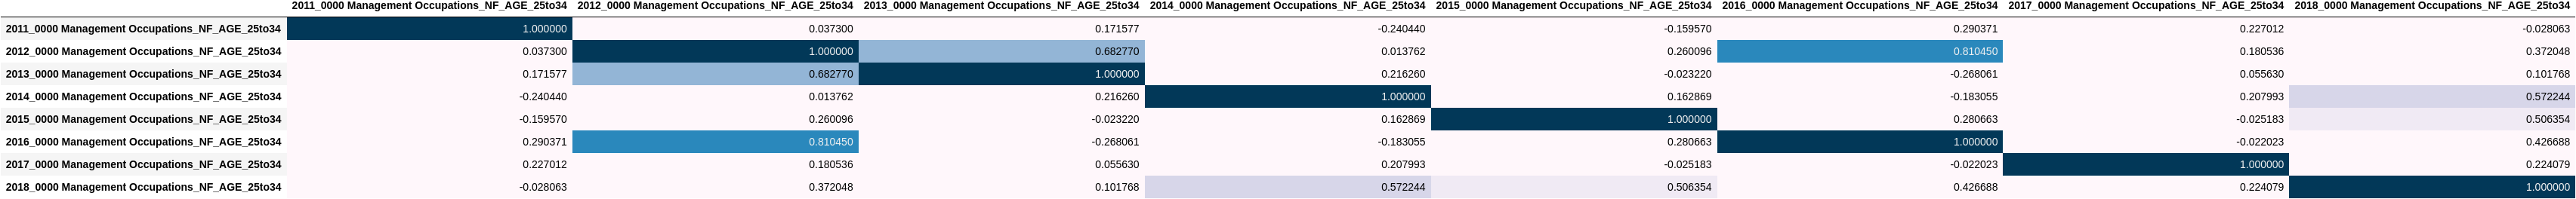 2011_0000 Management Occupations_NF_AGE_25to34 2012_0000 Management Occupations_NF_AGE_25to34 2013_0000 Management Occupations_NF_AGE_25to34 2014_0000 Management Occupations_NF_AGE_25to34 2015_0000 Management Occupations_NF_AGE_25to34 2016_0000 Management Occupations_NF_AGE_25to34 2017_0000 Management Occupations_NF_AGE_25to34 2018_0000 Management Occupations_NF_AGE_25to34
2011_0000 Management Occupations_NF_AGE_25to34 1.000000 0.037300 0.171577 -0.240440 -0.159570 0.290371 0.227012 -0.028063
2012_0000 Management Occupations_NF_AGE_25to34 0.037300 1.000000 0.682770 0.013762 0.260096 0.810450 0.180536 0.372048
2013_0000 Management Occupations_NF_AGE_25to34 0.171577 0.682770 1.000000 0.216260 -0.023220 -0.268061 0.055630 0.101768
2014_0000 Management Occupations_NF_AGE_25to34 -0.240440 0.013762 0.216260 1.000000 0.162869 -0.183055 0.207993 0.572244
2015_0000 Management Occupations_NF_AGE_25to34 -0.159570 0.260096 -0.023220 0.162869 1.000000 0.280663 -0.025183 0.506354
2016_0000 Management Occupations_NF_AGE_25to34 0.290371 0.810450 -0.268061 -0.183055 0.280663 1.000000 -0.022023 0.426688
2017_0000 Management Occupations_NF_AGE_25to34 0.227012 0.180536 0.055630 0.207993 -0.025183 -0.022023 1.000000 0.224079
2018_0000 Management Occupations_NF_AGE_25to34 -0.028063 0.372048 0.101768 0.572244 0.506354 0.426688 0.224079 1.000000